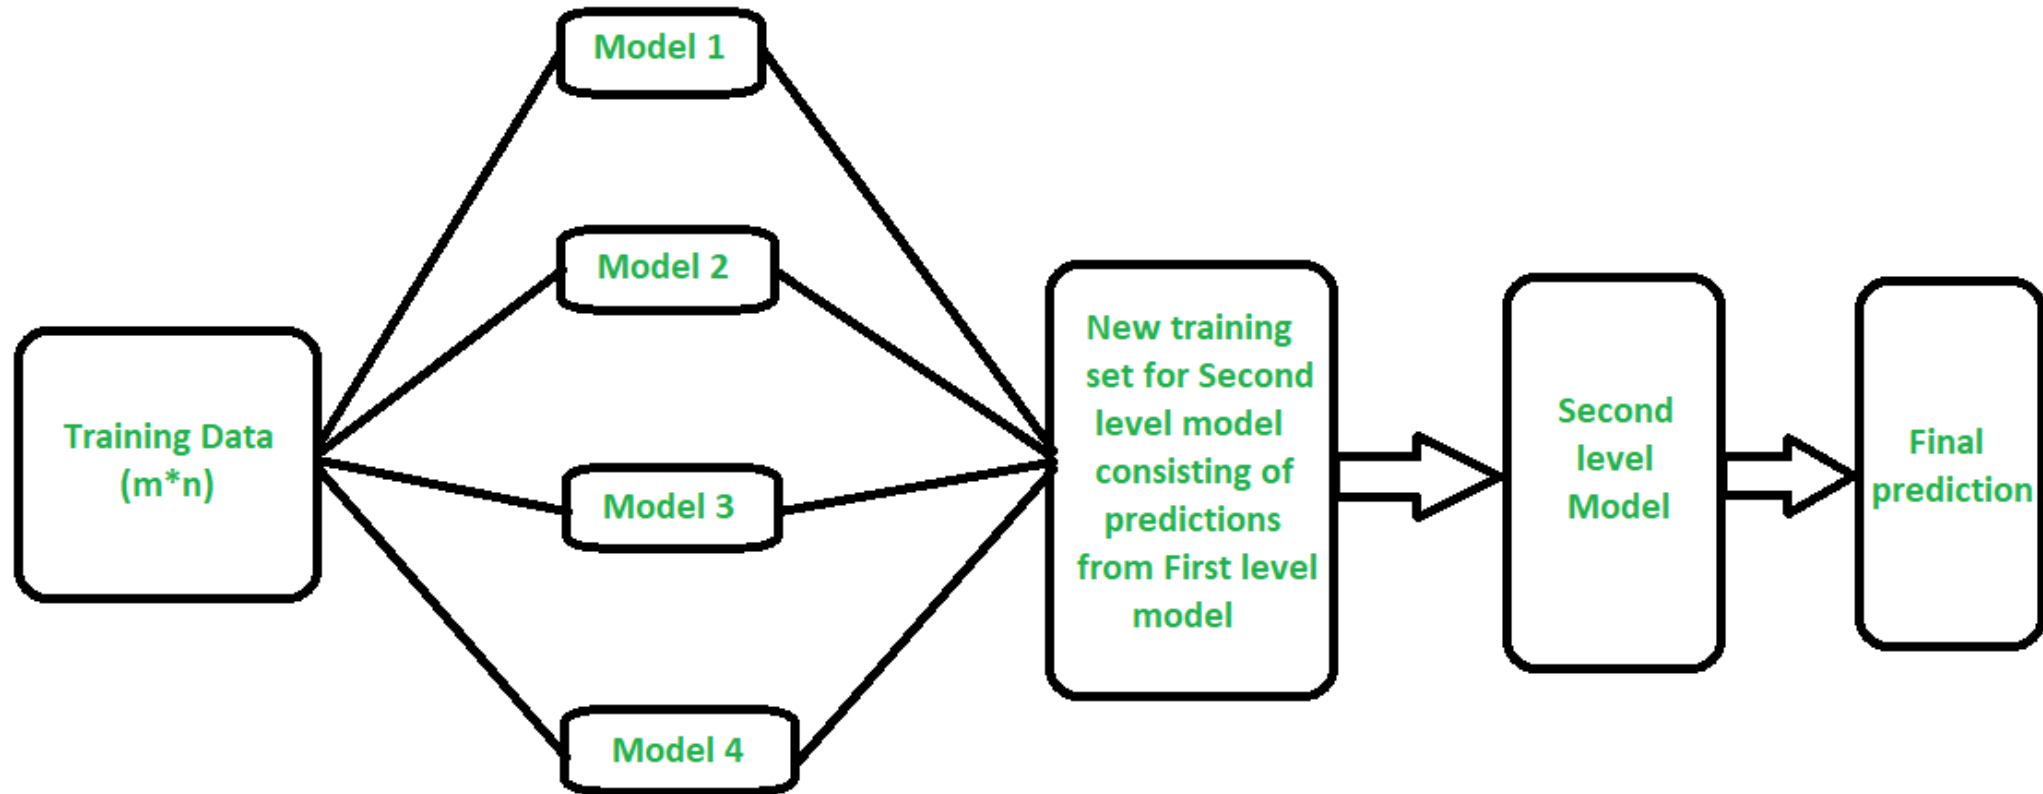 Model 1
Model 2
Training Data
(m*n)
Model 3
Model 4
New training
set for Second
level model
consisting of
predictions
from First level
model
Second
level
Model
Final
prediction